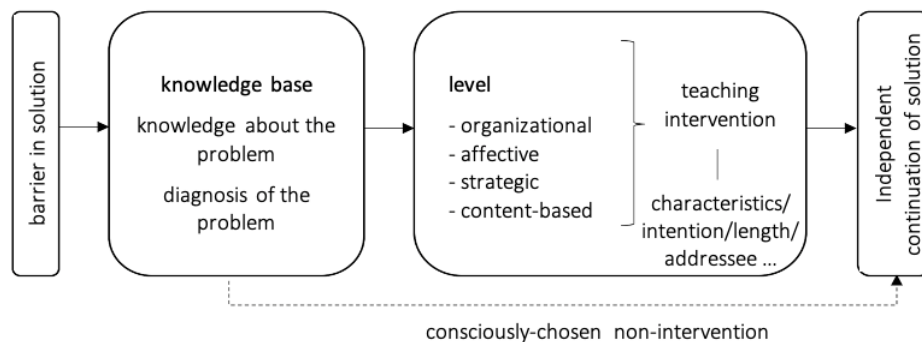 barrier in solution
knowledge base
knowledge about the
problem
diagnosis of the
problem
level
- organizational
- affective
- strategic
- content-based
teaching
intervention
characteristics/
intention/length/
addressee ...
Independent
continuation of solution
consciously-chosen non-intervention